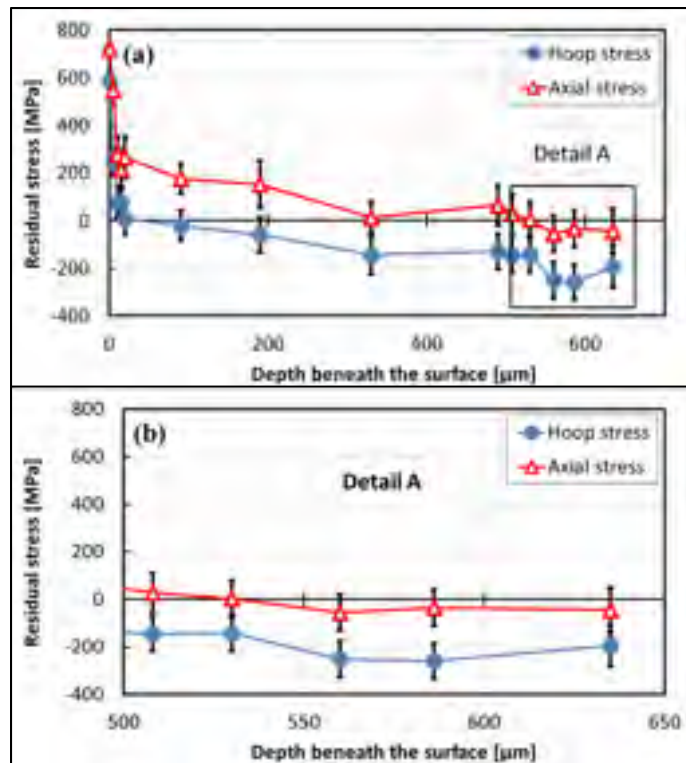 800
(a)
Hoop stress
600
Axial stress
400
Detail A
200
0
-200
-400
0
200
400
600
Residual stress [MPa]
Depth beneath the surface [µm]
800
(b)
Hoop stress
600
Axial stress
400
Detail A
200
0
-200
-400
500
550
600
650
Residual stress [MPa]
Depth beneath the surface [µm]